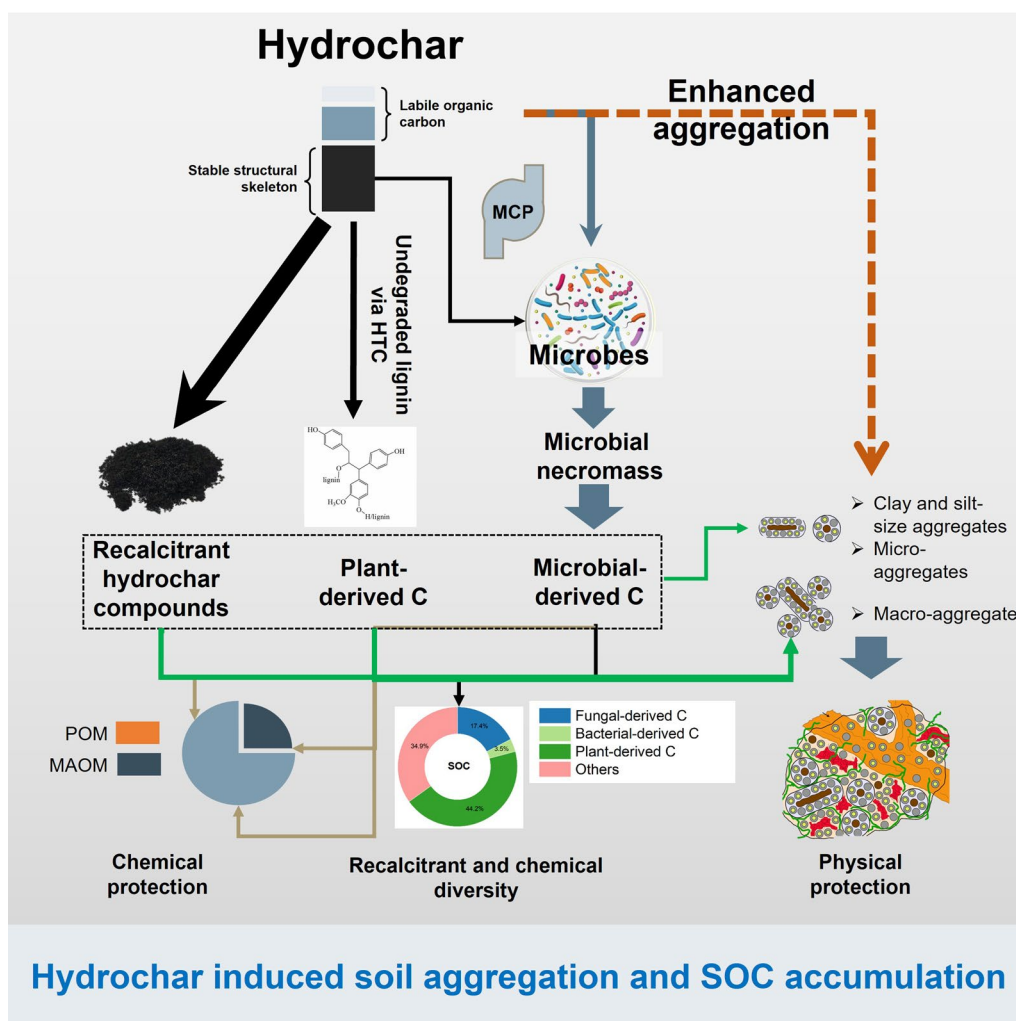 Hydrochar
Labile organic
carbon
Stable structural
skeleton
Enhanced
aggregation
MCP
Undegraded lignin
via HTC
Microbes
Microbial
necromass
HO
OH
O
lignin
H₃CO
O
H/lignin
➢ Clay and silt-
size aggregates
➢ Micro-
aggregates
➢ Macro-aggregate
Recalcitrant
hydrochar
compounds
Plant-
derived C
Microbial-
derived C
POM
MAOM
17.4%
3.5%
44.2%
34.9%
SOC
Fungal-derived C
Bacterial-derived C
Plant-derived C
Others
Chemical
protection
Recalcitrant and chemical
diversity
Physical
protection
Hydrochar induced soil aggregation and SOC accumulation